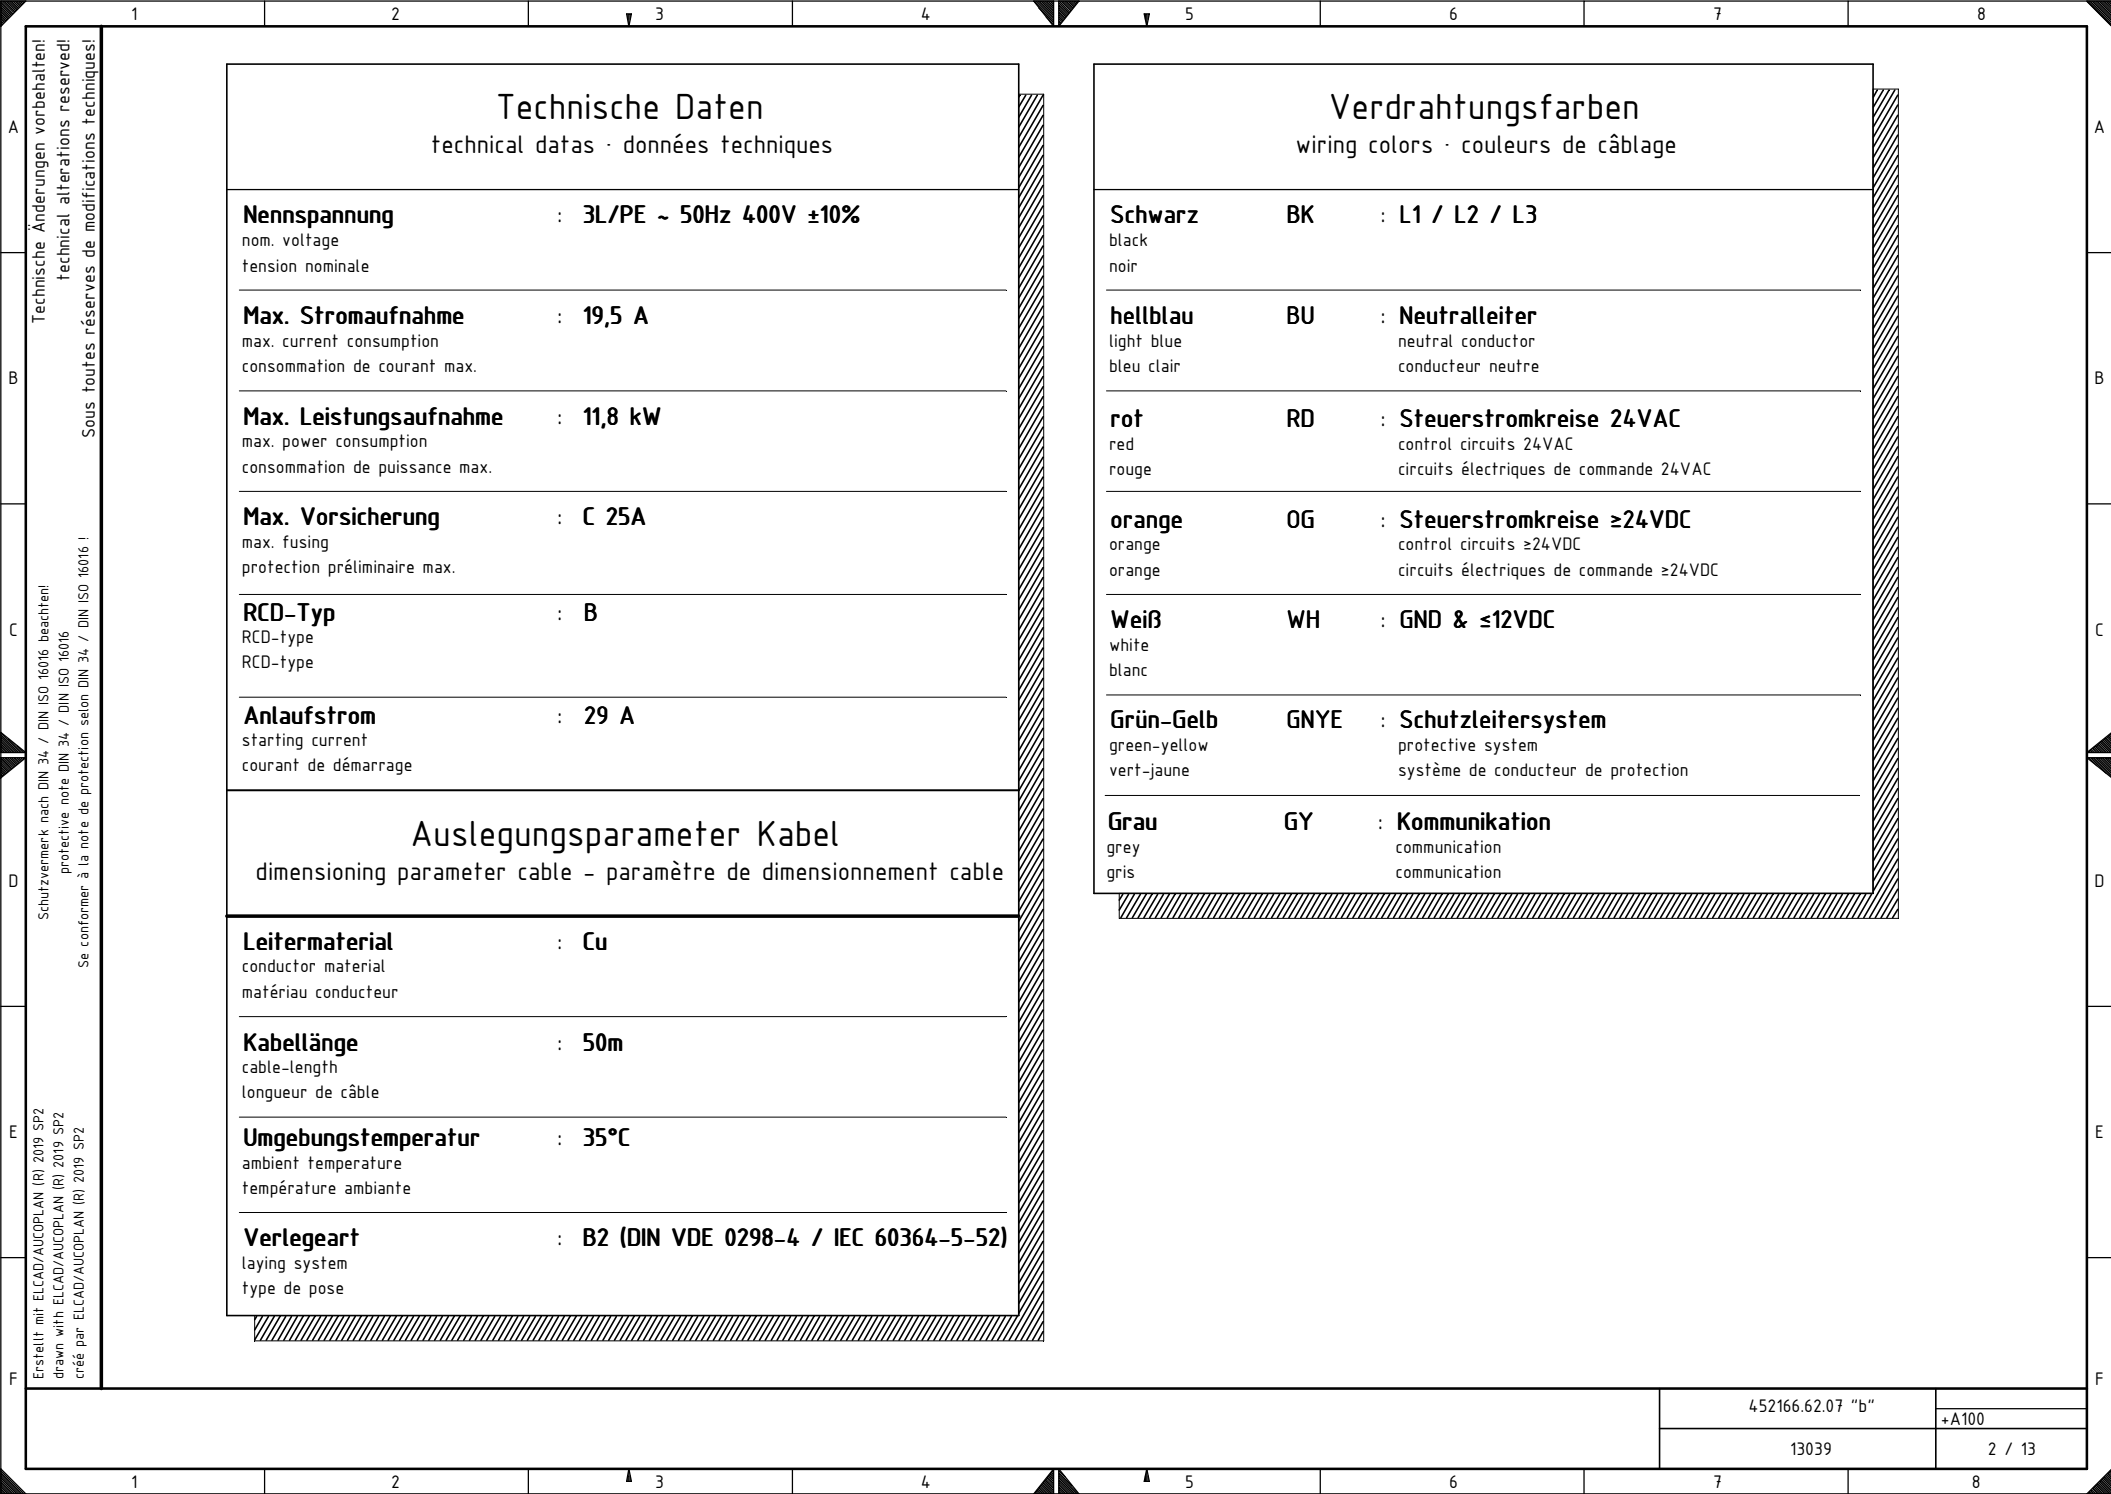 1 2 3 4 5 6 7 8
A
B
C
D
E
F
Technische Änderungen vorbehalten!
technical alterations reserved!
Sous toutes réserves de modifications techniques!
Schutzvermerk nach DIN 34 / DIN ISO 16016 beachten!
protective note DIN 34 / DIN ISO 16016
Se conformer à la note de protection selon DIN 34 / DIN ISO 16016 !
Erstellt mit ELCAD/AUCOPLAN (R) 2019 SP2
drawn with ELCAD/AUCOPLAN (R) 2019 SP2
créé par ELCAD/AUCOPLAN (R) 2019 SP2
Technische Daten
technical datas · données techniques
Nennspannung : 3L/PE ~ 50Hz 400V ±10%
nom. voltage
tension nominale
Max. Stromaufnahme : 19,5 A
max. current consumption
consommation de courant max.
Max. Leistungsaufnahme : 11,8 kW
max. power consumption
consommation de puissance max.
Max. Vorsicherung : C 25A
max. fusing
protection préliminaire max.
RCD-Typ : B
RCD-type
RCD-type
Anlaufstrom : 29 A
starting current
courant de démarrage
Auslegungsparameter Kabel
dimensioning parameter cable - paramètre de dimensionnement cable
Leitermaterial : Cu
conductor material
matériau conducteur
Kabellänge : 50m
cable-length
longueur de câble
Umgebungstemperatur : 35°C
ambient temperature
température ambiante
Verlegeart : B2 (DIN VDE 0298-4 / IEC 60364-5-52)
laying system
type de pose
Verdrahtungsfarben
wiring colors · couleurs de câblage
Schwarz BK : L1 / L2 / L3
black
noir
hellblau BU : Neutralleiter
light blue neutral conductor
bleu clair conducteur neutre
rot RD : Steuerstromkreise 24VAC
red control circuits 24VAC
rouge circuits électriques de commande 24VAC
orange OG : Steuerstromkreise ≥24VDC
orange control circuits ≥24VDC
orange circuits électriques de commande ≥24VDC
Weiß WH : GND & ≤12VDC
white
blanc
Grün-Gelb GNYE : Schutzleitersystem
green-yellow protective system
vert-jaune système de conducteur de protection
Grau GY : Kommunikation
grey communication
gris communication
A
B
C
D
E
F
452166.62.07 "b"
+A100
13039 2 / 13
1 2 3 4 5 6 7 8